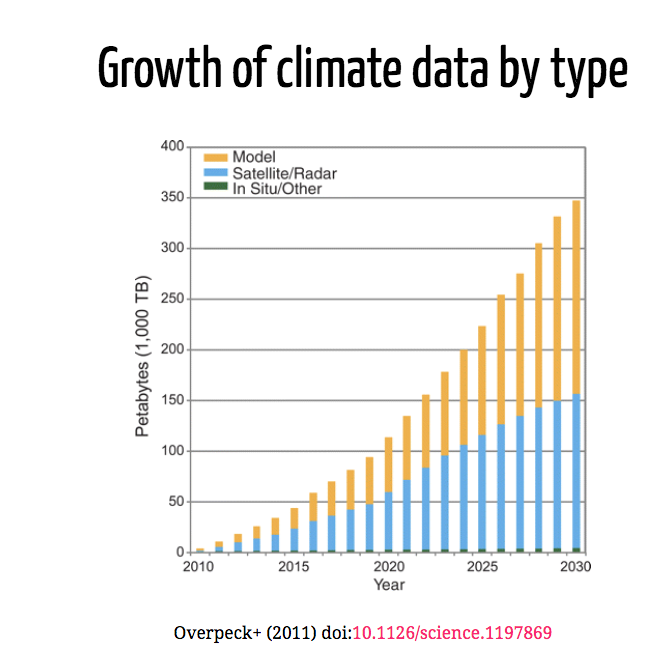 Growth of climate data by type
Model
Satellite/Radar
In Situ/Other
400
350
300
250
200
150
100
50
0
Petabytes (1,000 TB)
2010 2015 2020 2025 2030
Year
Overpeck+ (2011) doi:10.1126/science.1197869